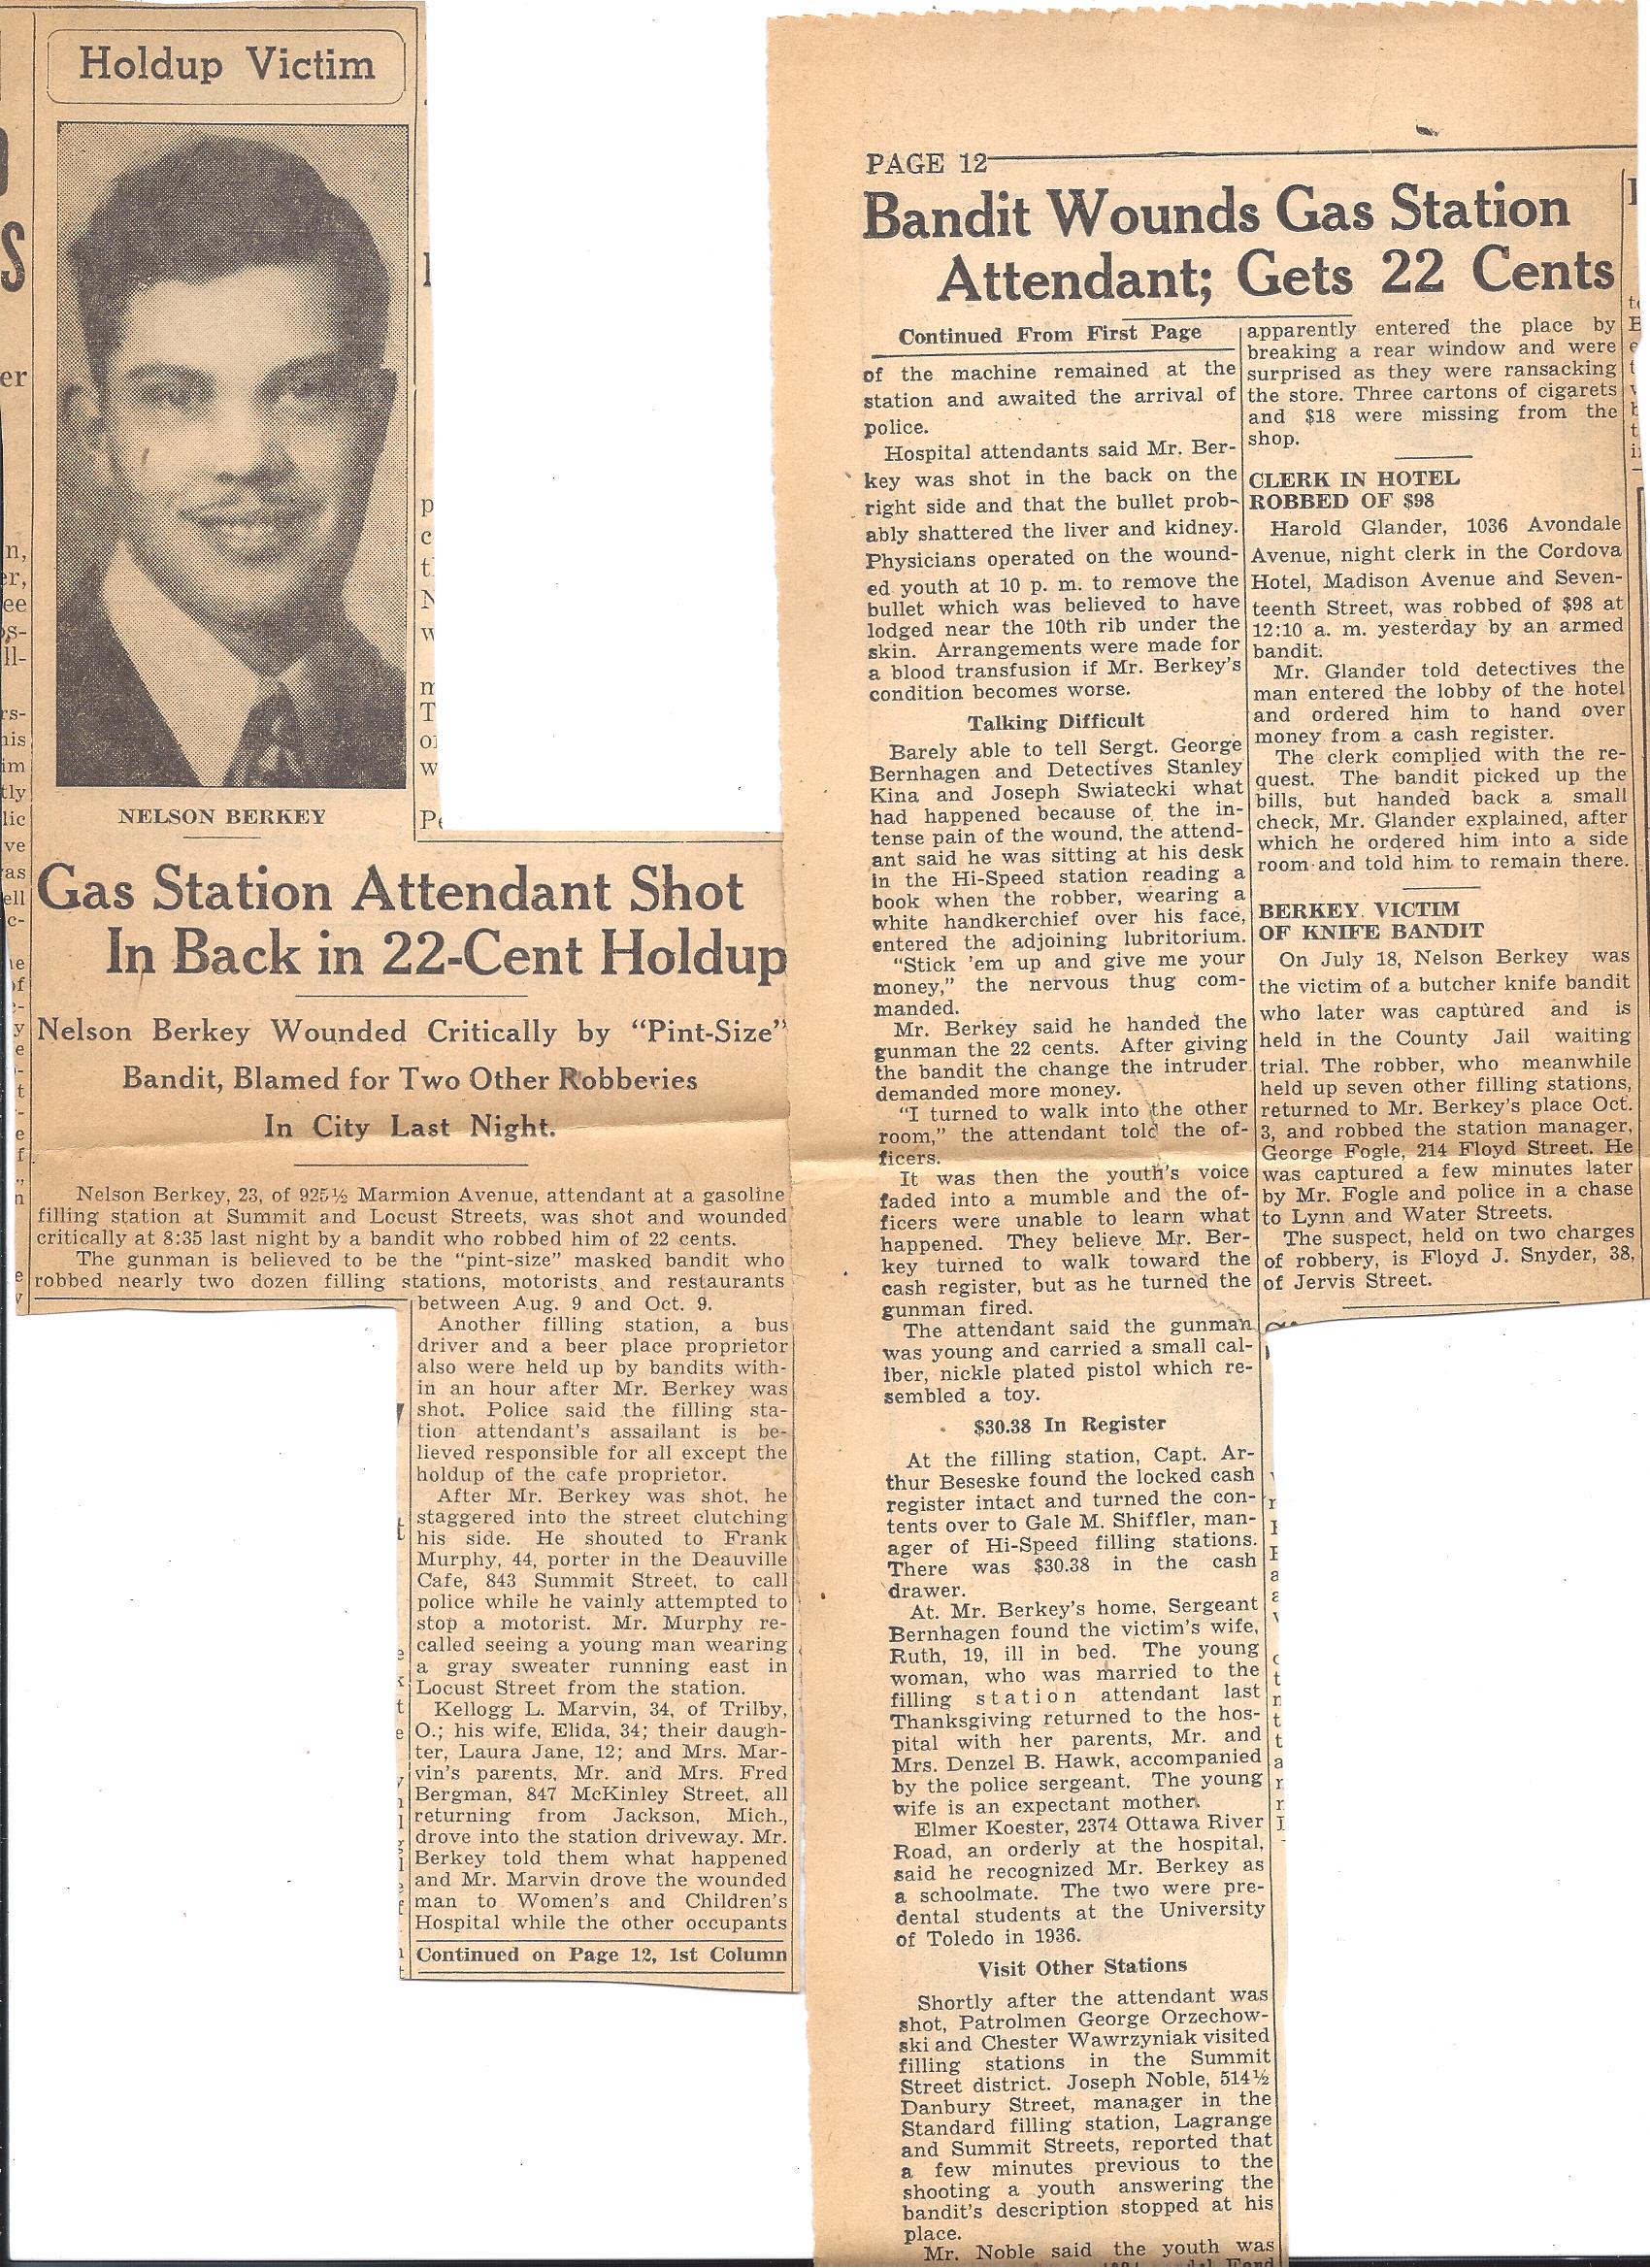 Holdup Victim
NELSON BERKEY
Gas Station Attendant Shot
In Back in 22-Cent Holdup
Nelson Berkey Wounded Critically by “Pint-Size”
Bandit, Blamed for Two Other Robberies
In City Last Night.
Nelson Berkey, 23, of 925½ Marmion Avenue, attendant at a gasoline
filling station at Summit and Locust Streets, was shot and wounded
critically at 8:35 last night by a bandit who robbed him of 22 cents.
The gunman is believed to be the “pint-size” masked bandit who
robbed nearly two dozen filling stations, motorists and restaurants
between Aug. 9 and Oct. 9.
Another filling station, a bus
driver and a beer place proprietor
also were held up by bandits with-
in an hour after Mr. Berkey was
shot. Police said the filling sta-
tion attendant's assailant is be-
lieved responsible for all except the
holdup of the cafe proprietor.
After Mr. Berkey was shot, he
staggered into the street clutching
his side. He shouted to Frank
Murphy, 44, porter in the Deauville
Cafe, 843 Summit Street, to call
police while he vainly attempted to
stop a motorist. Mr. Murphy re-
called seeing a young man wearing
a gray sweater running east in
Locust Street from the station.
Kellogg L. Marvin, 34, of Trilby,
O.; his wife, Elida, 34; their daugh-
ter, Laura Jane, 12; and Mrs. Mar-
vin's parents, Mr. and Mrs. Fred
Bergman, 847 McKinley Street, all
returning from Jackson, Mich.,
drove into the station driveway. Mr.
Berkey told them what happened
and Mr. Marvin drove the wounded
man to Women's and Children's
Hospital while the other occupants
Continued on Page 12, 1st Column
PAGE 12
Bandit Wounds Gas Station
Attendant; Gets 22 Cents
Continued From First Page
of the machine remained at the
station and awaited the arrival of
police.
Hospital attendants said Mr. Ber-
key was shot in the back on the
right side and that the bullet prob-
ably shattered the liver and kidney.
Physicians operated on the wound-
ed youth at 10 p. m. to remove the
bullet which was believed to have
lodged near the 10th rib under the
skin. Arrangements were made for
a blood transfusion if Mr. Berkey's
condition becomes worse.
Talking Difficult
Barely able to tell Sergt. George
Bernhagen and Detectives Stanley
Kina and Joseph Swiatecki what
had happened because of the in-
tense pain of the wound, the attend-
ant said he was sitting at his desk
in the Hi-Speed station reading a
book when the robber, wearing a
white handkerchief over his face,
entered the adjoining lubritorium.
“Stick 'em up and give me your
money,” the nervous thug com-
manded.
Mr. Berkey said he handed the
gunman the 22 cents. After giving
the bandit the change the intruder
demanded more money.
“I turned to walk into the other
room,” the attendant told the of-
ficers.
It was then the youth's voice
faded into a mumble and the of-
ficers were unable to learn what
happened. They believe Mr. Ber-
key turned to walk toward the
cash register, but as he turned the
gunman fired.
The attendant said the gunman
was young and carried a small cal-
iber, nickle plated pistol which re-
sembled a toy.
$30.38 In Register
At the filling station, Capt. Ar-
thur Beseske found the locked cash
register intact and turned the con-
tents over to Gale M. Shiffler, man-
ager of Hi-Speed filling stations.
There was $30.38 in the cash
drawer.
At. Mr. Berkey's home, Sergeant
Bernhagen found the victim's wife,
Ruth, 19, ill in bed. The young
woman, who was married to the
filling station attendant last
Thanksgiving returned to the hos-
pital with her parents, Mr. and
Mrs. Denzel B. Hawk, accompanied
by the police sergeant. The young
wife is an expectant mother.
Elmer Koester, 2374 Ottawa River
Road, an orderly at the hospital,
said he recognized Mr. Berkey as
a schoolmate. The two were pre-
dental students at the University
of Toledo in 1936.
Visit Other Stations
Shortly after the attendant was
shot, Patrolmen George Orzechow-
ski and Chester Wawrzyniak visited
filling stations in the Summit
Street district. Joseph Noble, 514½
Danbury Street, manager in the
Standard filling station, Lagrange
and Summit Streets, reported that
a few minutes previous to the
shooting a youth answering the
bandit's description stopped at his
place.
Mr. Noble said the youth was
apparently entered the place by
breaking a rear window and were
surprised as they were ransacking
the store. Three cartons of cigarets
and $18 were missing from the
shop.
CLERK IN HOTEL
ROBBED OF $98
Harold Glander, 1036 Avondale
Avenue, night clerk in the Cordova
Hotel, Madison Avenue and Seven-
teenth Street, was robbed of $98 at
12:10 a. m. yesterday by an armed
bandit.
Mr. Glander told detectives the
man entered the lobby of the hotel
and ordered him to hand over
money from a cash register.
The clerk complied with the re-
quest. The bandit picked up the
bills, but handed back a small
check, Mr. Glander explained, after
which he ordered him into a side
room and told him to remain there.
BERKEY VICTIM
OF KNIFE BANDIT
On July 18, Nelson Berkey was
the victim of a butcher knife bandit
who later was captured and is
held in the County Jail waiting
trial. The robber, who meanwhile
held up seven other filling stations,
returned to Mr. Berkey's place Oct.
3, and robbed the station manager,
George Fogle, 214 Floyd Street. He
was captured a few minutes later
by Mr. Fogle and police in a chase
to Lynn and Water Streets.
The suspect, held on two charges
of robbery, is Floyd J. Snyder, 38,
of Jervis Street.